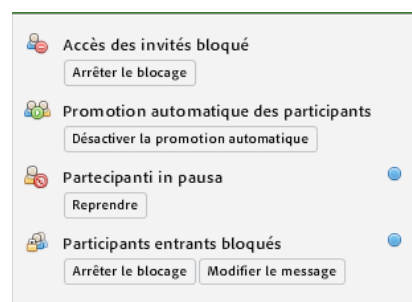 Accès des invités bloqué
Arrêter le blocage
Promotion automatique des participants
Désactiver la promotion automatique
Partecipanti in pausa
Reprendre
Participants entrants bloqués
Arrêter le blocage Modifier le message